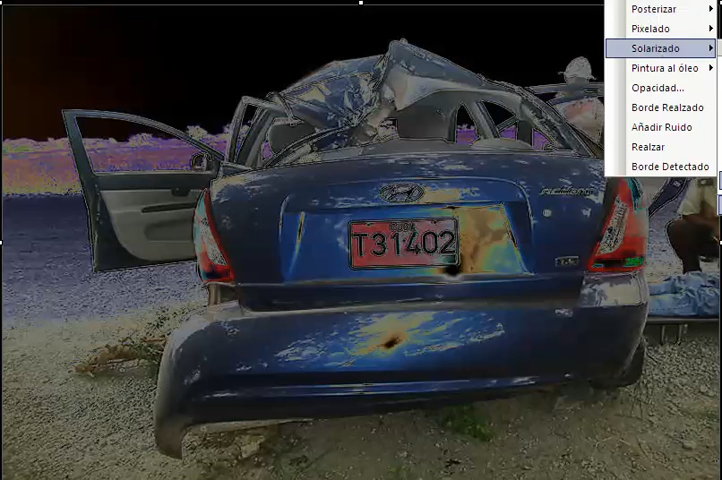 Posterizar
Pixelado
Solarizado
Pintura al óleo
Opacidad...
Borde Realzado
Añadir Ruido
Realzar
Borde Detectado
T31402